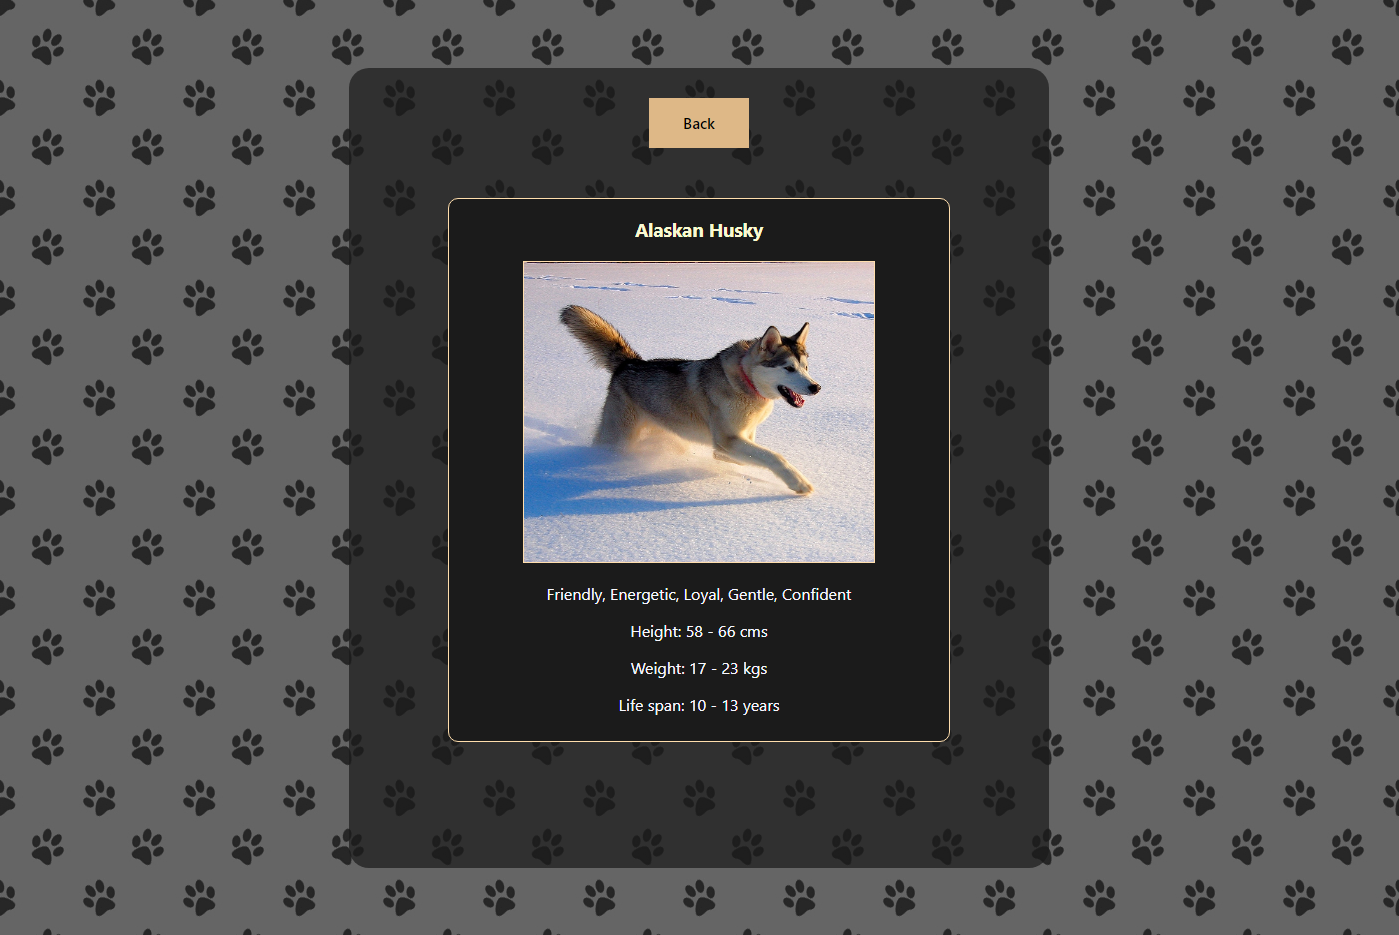 Back
Alaskan Husky
Friendly, Energetic, Loyal, Gentle, Confident
Height: 58 - 66 cms
Weight: 17 - 23 kgs
Life span: 10 - 13 years